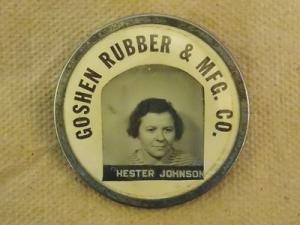 GOSHEN RUBBER & MFG. CO.
HESTER JOHNSON